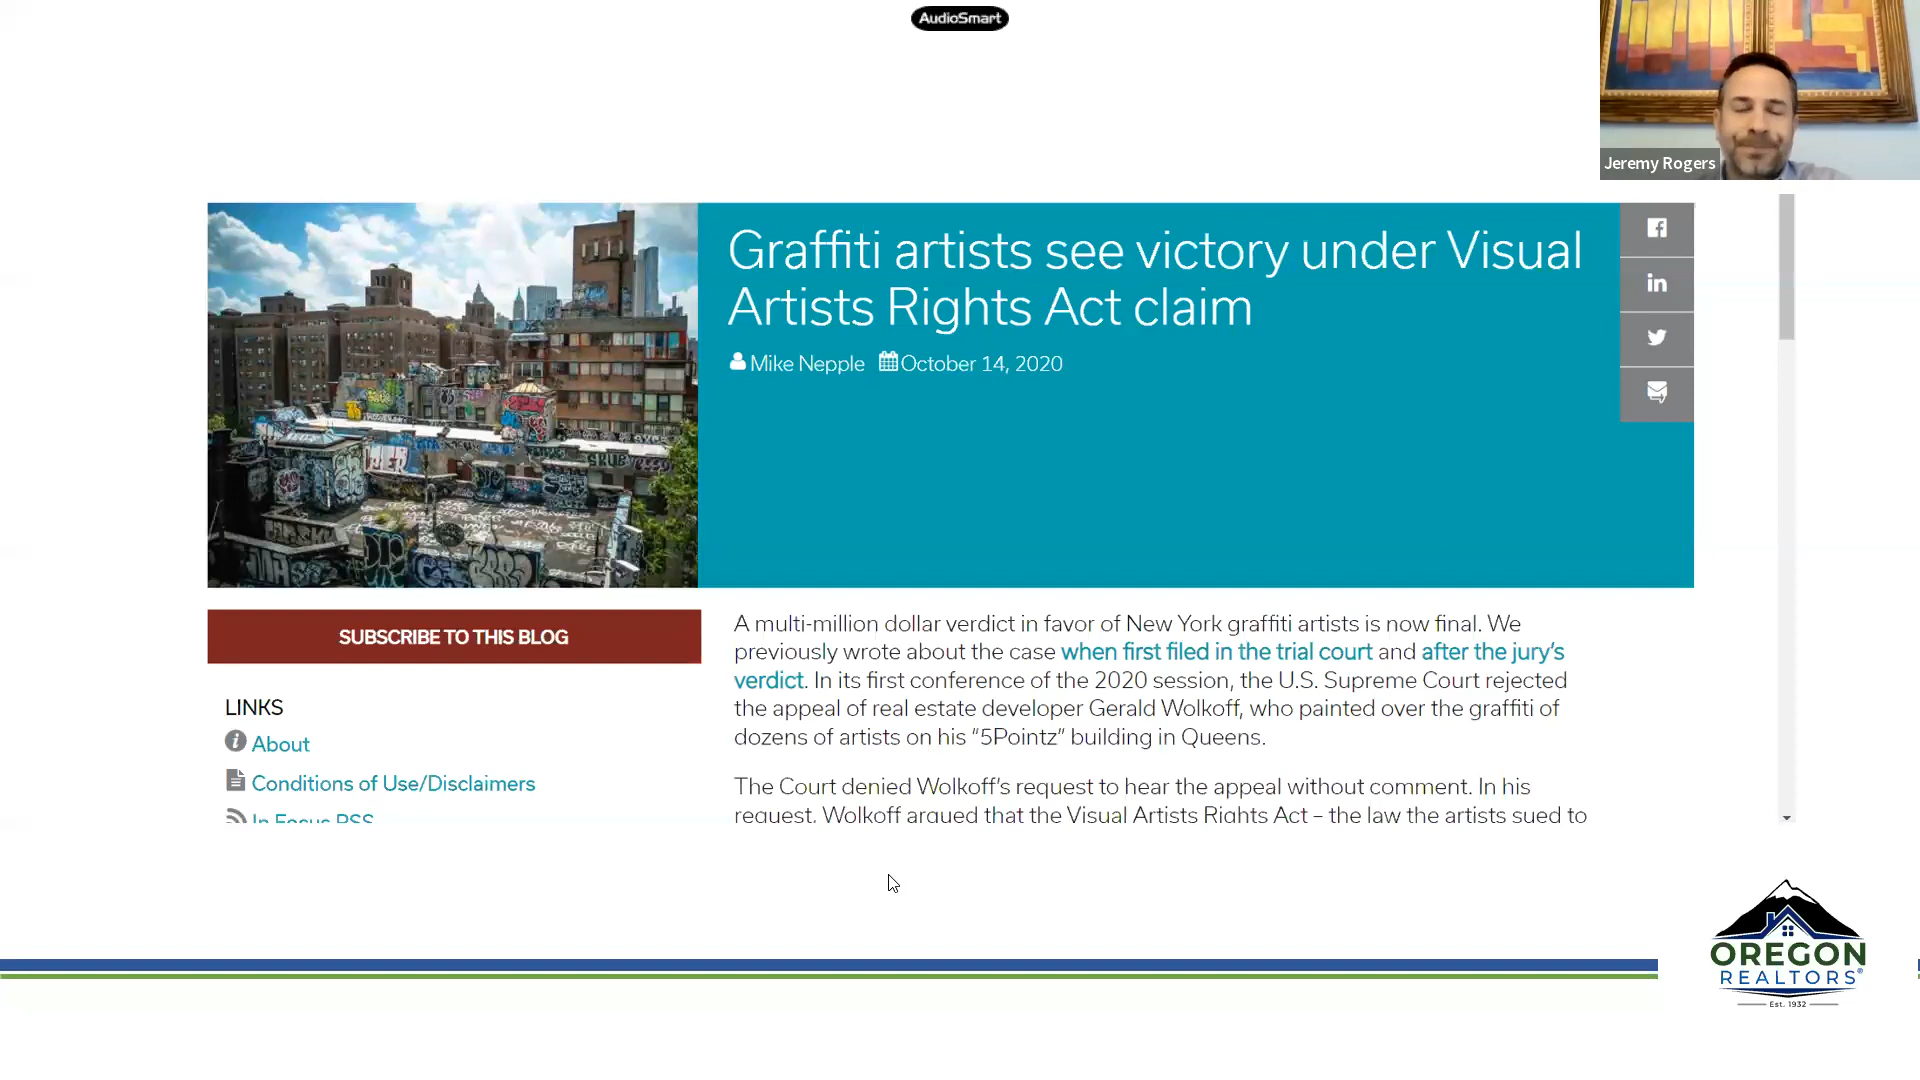 AudioSmart
Jeremy Rogers
Graffiti artists see victory under Visual
Artists Rights Act claim
Mike Nepple October 14, 2020
SUBSCRIBE TO THIS BLOG
LINKS
About
Conditions of Use/Disclaimers
In Focus RSS
A multi-million dollar verdict in favor of New York graffiti artists is now final. We
previously wrote about the case when first filed in the trial court and after the jury's
verdict. In its first conference of the 2020 session, the U.S. Supreme Court rejected
the appeal of real estate developer Gerald Wolkoff, who painted over the graffiti of
dozens of artists on his “5Pointz” building in Queens.
The Court denied Wolkoff's request to hear the appeal without comment. In his
request, Wolkoff argued that the Visual Artists Rights Act – the law the artists sued to
OREGON
REALTORS®
Est. 1932